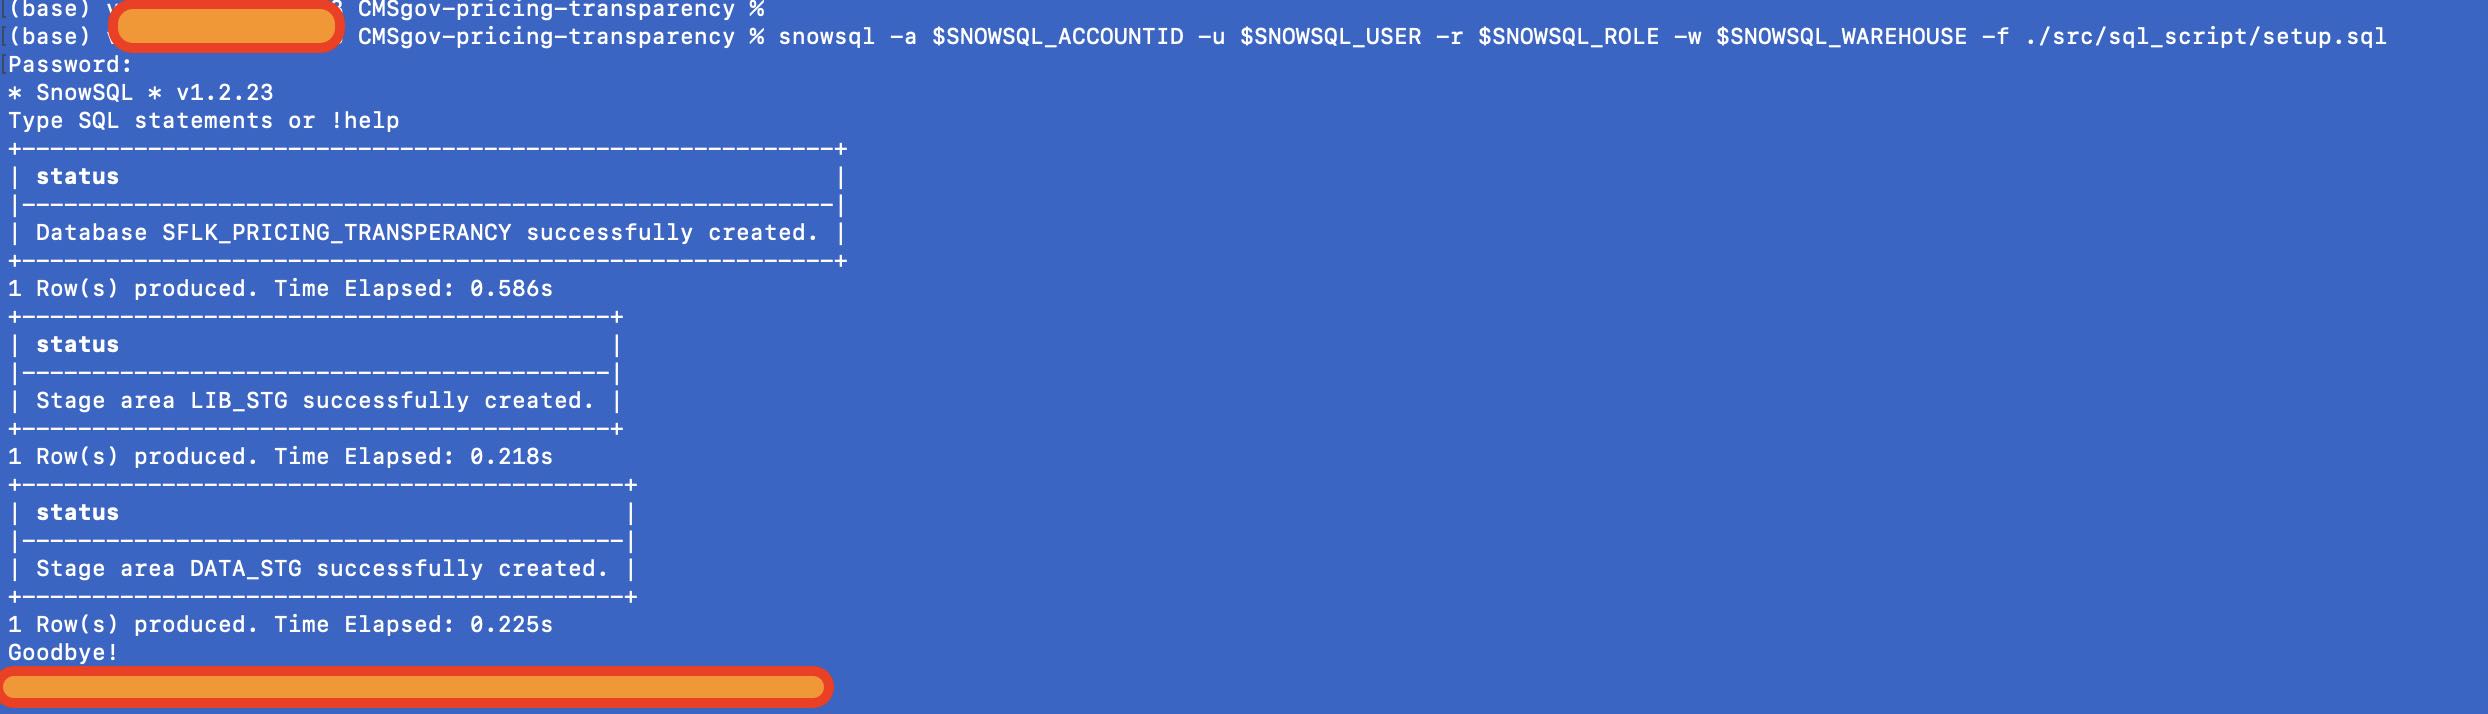 (base) CMSgov-pricing-transparency %
(base) CMSgov-pricing-transparency % snowsql -a $SNOWSQL_ACCOUNTID -u $SNOWSQL_USER -r $SNOWSQL_ROLE -w $SNOWSQL_WAREHOUSE -f ./src/sql_script/setup.sql
Password:
* SnowSQL * v1.2.23
Type SQL statements or !help
+----------------------------------------------------------+
| status                                                   |
|----------------------------------------------------------|
| Database SFLK_PRICING_TRANSPERANCY successfully created. |
+----------------------------------------------------------+
1 Row(s) produced. Time Elapsed: 0.586s
+------------------------------------------+
| status                                   |
|------------------------------------------|
| Stage area LIB_STG successfully created. |
+------------------------------------------+
1 Row(s) produced. Time Elapsed: 0.218s
+-------------------------------------------+
| status                                    |
|-------------------------------------------|
| Stage area DATA_STG successfully created. |
+-------------------------------------------+
1 Row(s) produced. Time Elapsed: 0.225s
Goodbye!